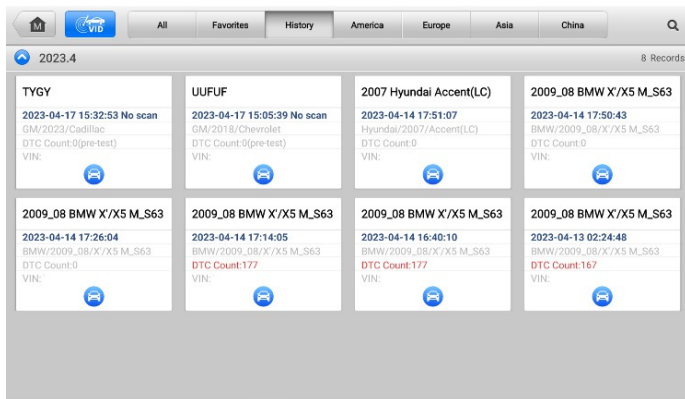 M VID All Favorites History America Europe Asia China
2023.4 8 Records
TYGY UUFUF 2007 Hyundai Accent(LC) 2009_08 BMW X'/X5 M_S63
2023-04-17 15:32:53 No scan 2023-04-17 15:05:39 No scan 2023-04-14 17:51:07 2023-04-14 17:50:43
GM/2023/Cadillac GM/2018/Chevrolet Hyundai/2007/Accent(LC) BMW/2009_08/X'/X5 M_S63
DTC Count:0(pre-test) DTC Count:0(pre-test) DTC Count:0 DTC Count:0
VIN: VIN: VIN: VIN:
2009_08 BMW X'/X5 M_S63 2009_08 BMW X'/X5 M_S63 2009_08 BMW X'/X5 M_S63 2009_08 BMW X'/X5 M_S63
2023-04-14 17:26:04 2023-04-14 17:14:05 2023-04-14 16:40:10 2023-04-13 02:24:48
BMW/2009_08/X'/X5 M_S63 BMW/2009_08/X'/X5 M_S63 BMW/2009_08/X'/X5 M_S63 BMW/2009_08/X'/X5 M_S63
DTC Count:0 DTC Count:177 DTC Count:177 DTC Count:167
VIN: VIN: VIN: VIN: